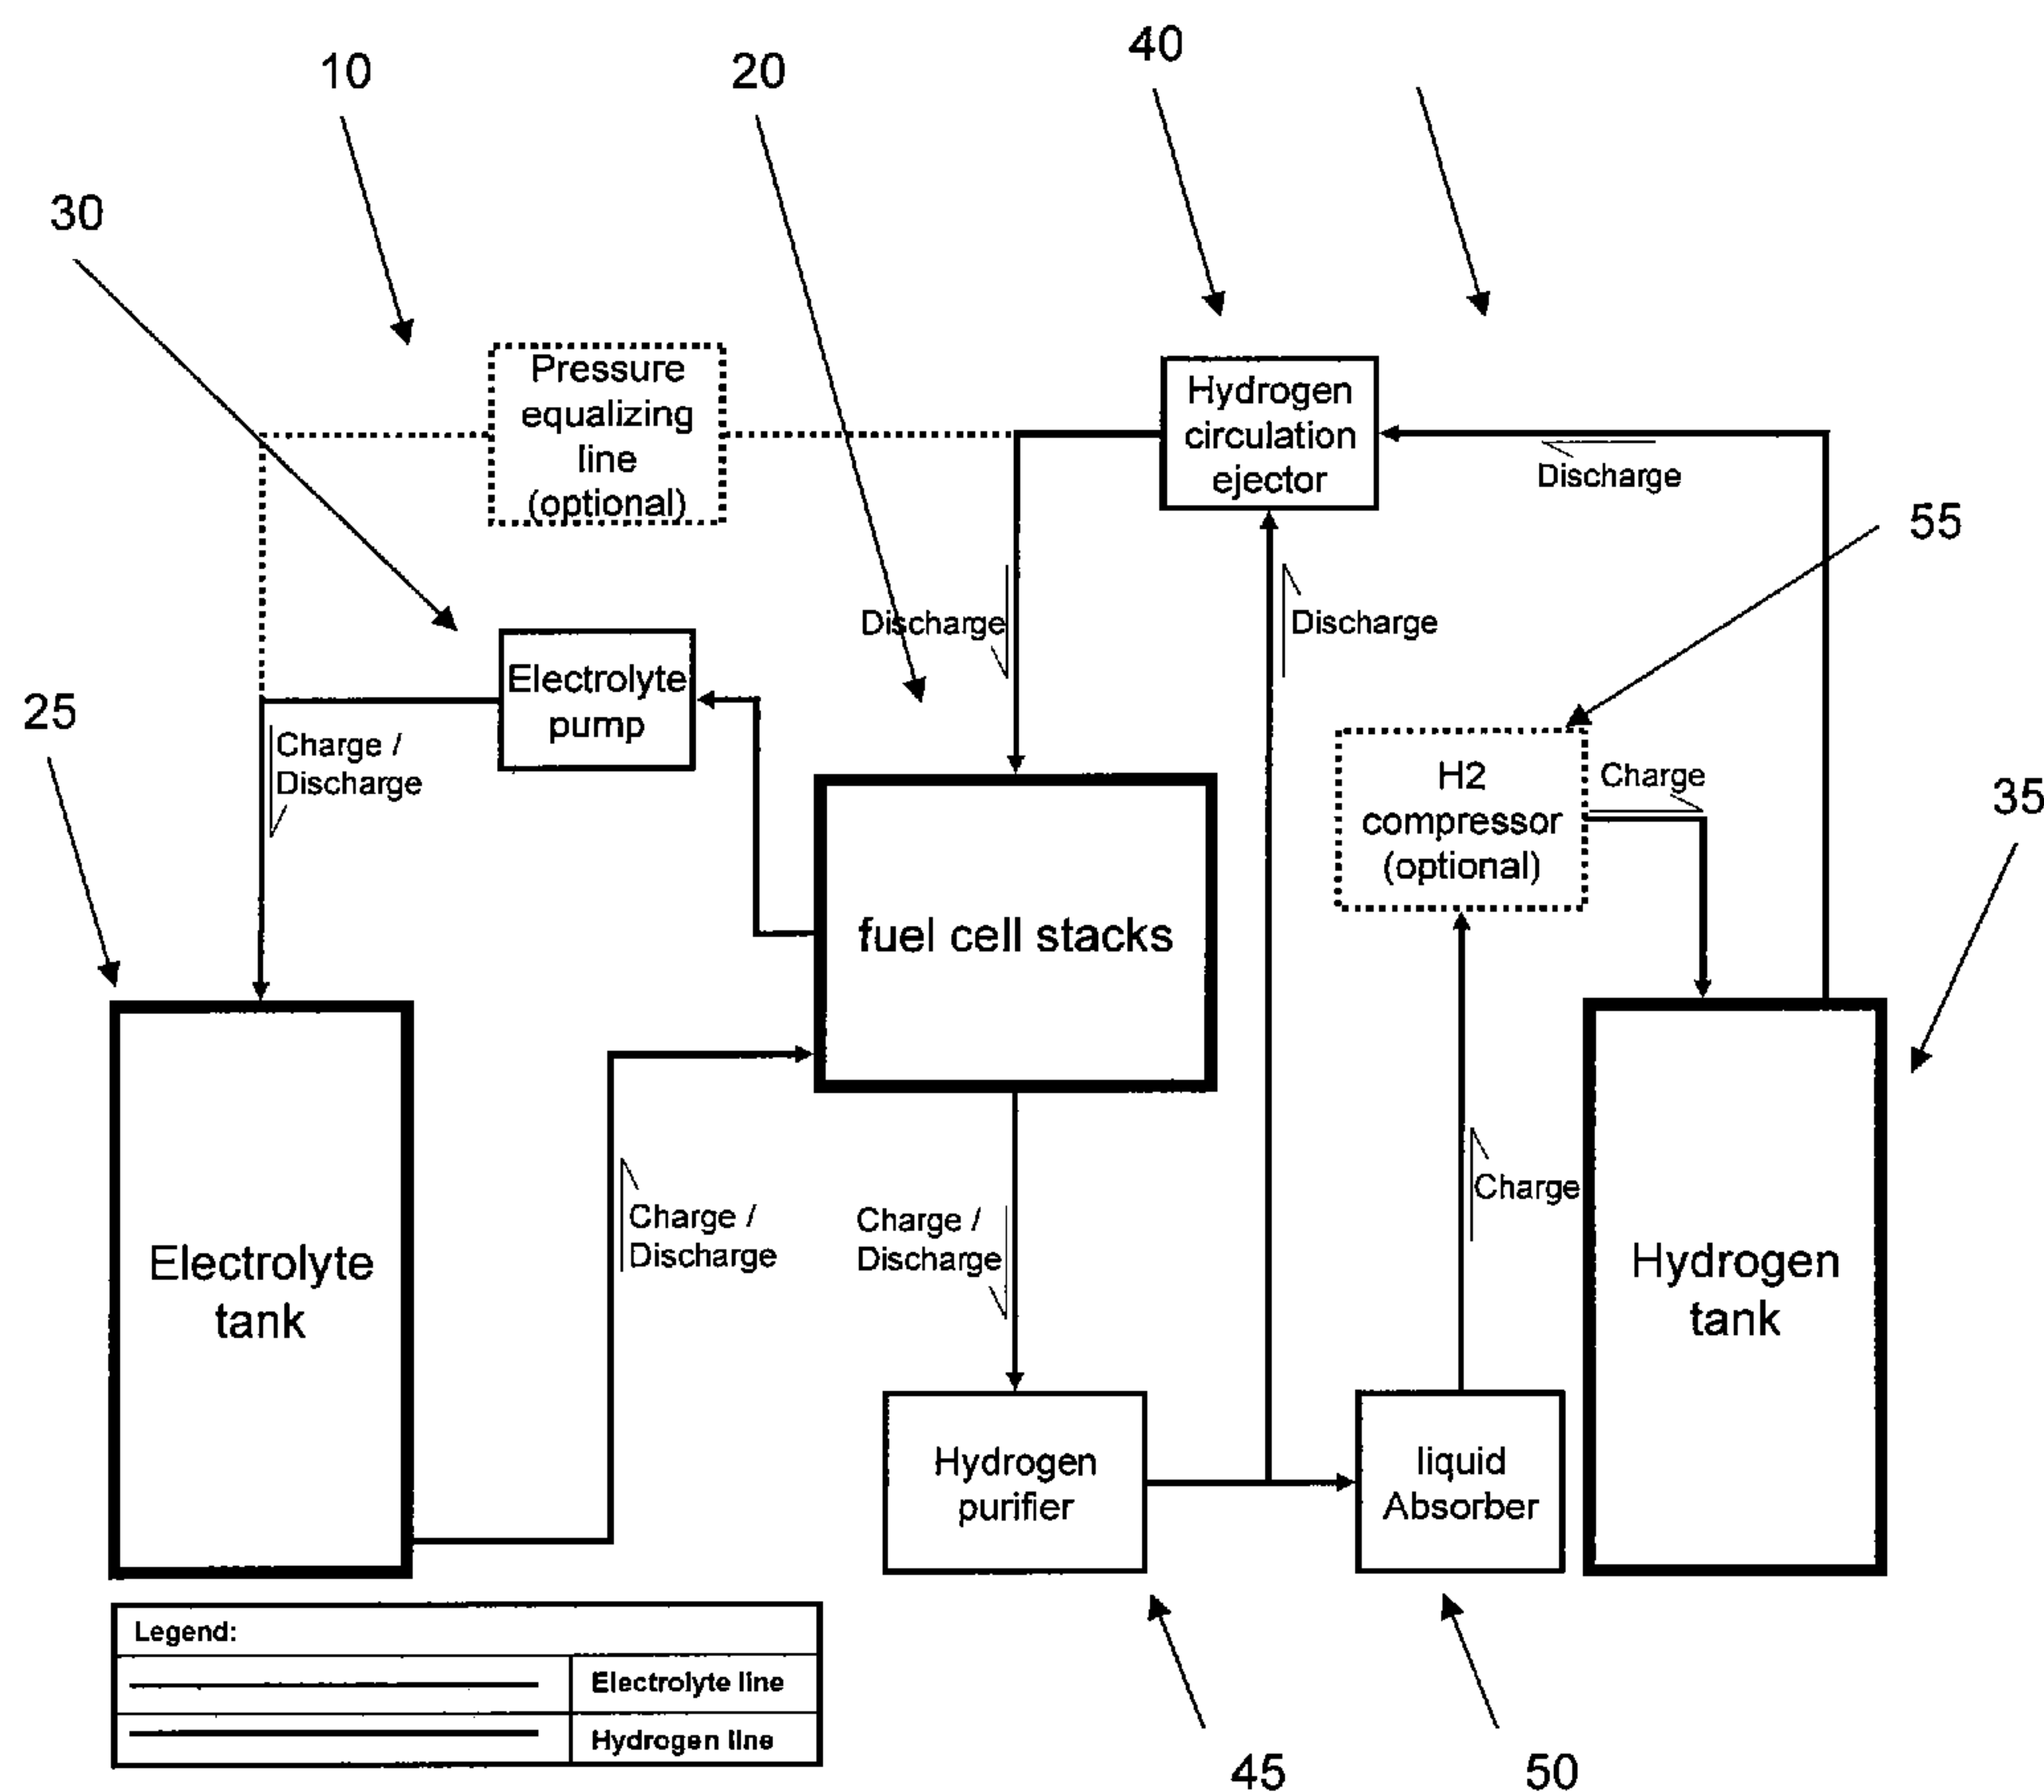 10
20
40
30
Pressure
equalizing
line
(optional)
Hydrogen
circulation
ejector
Discharge
55
Discharge
Discharge
Electrolyte
pump
25
Charge /
Discharge
H2
compressor
(optional)
Charge
35
fuel cell stacks
Charge /
Discharge
Charge /
Discharge
Charge
Electrolyte
tank
Hydrogen
tank
Hydrogen
purifier
liquid
Absorber
Legend:
Electrolyte line
Hydrogen line
45
50